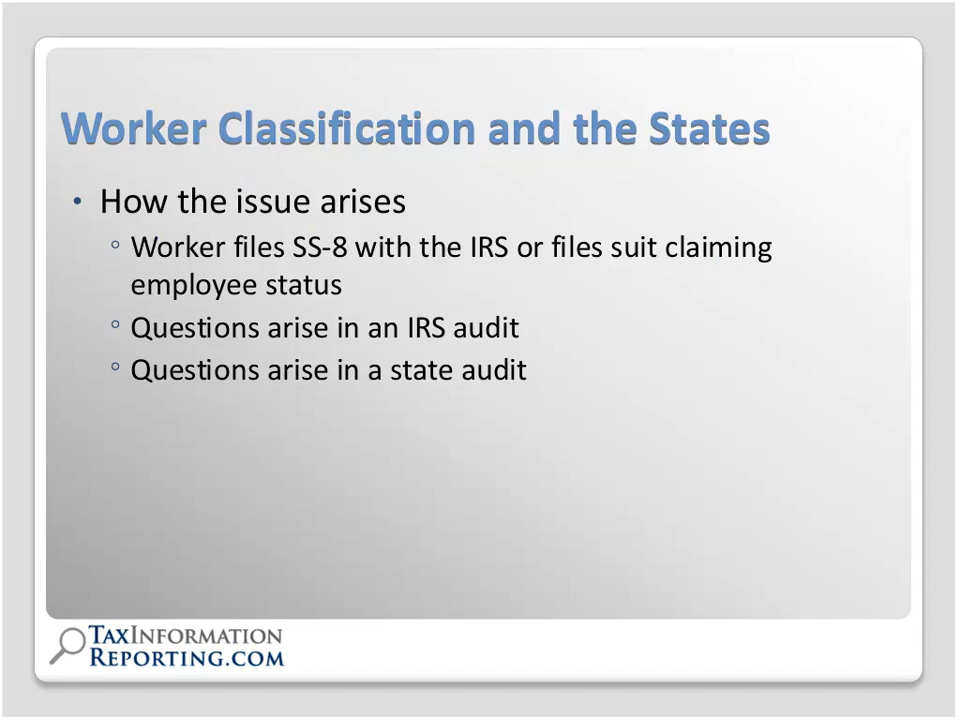 Worker Classification and the States
• How the issue arises
° Worker files SS-8 with the IRS or files suit claiming
employee status
° Questions arise in an IRS audit
° Questions arise in a state audit
TaxInformation
Reporting.com